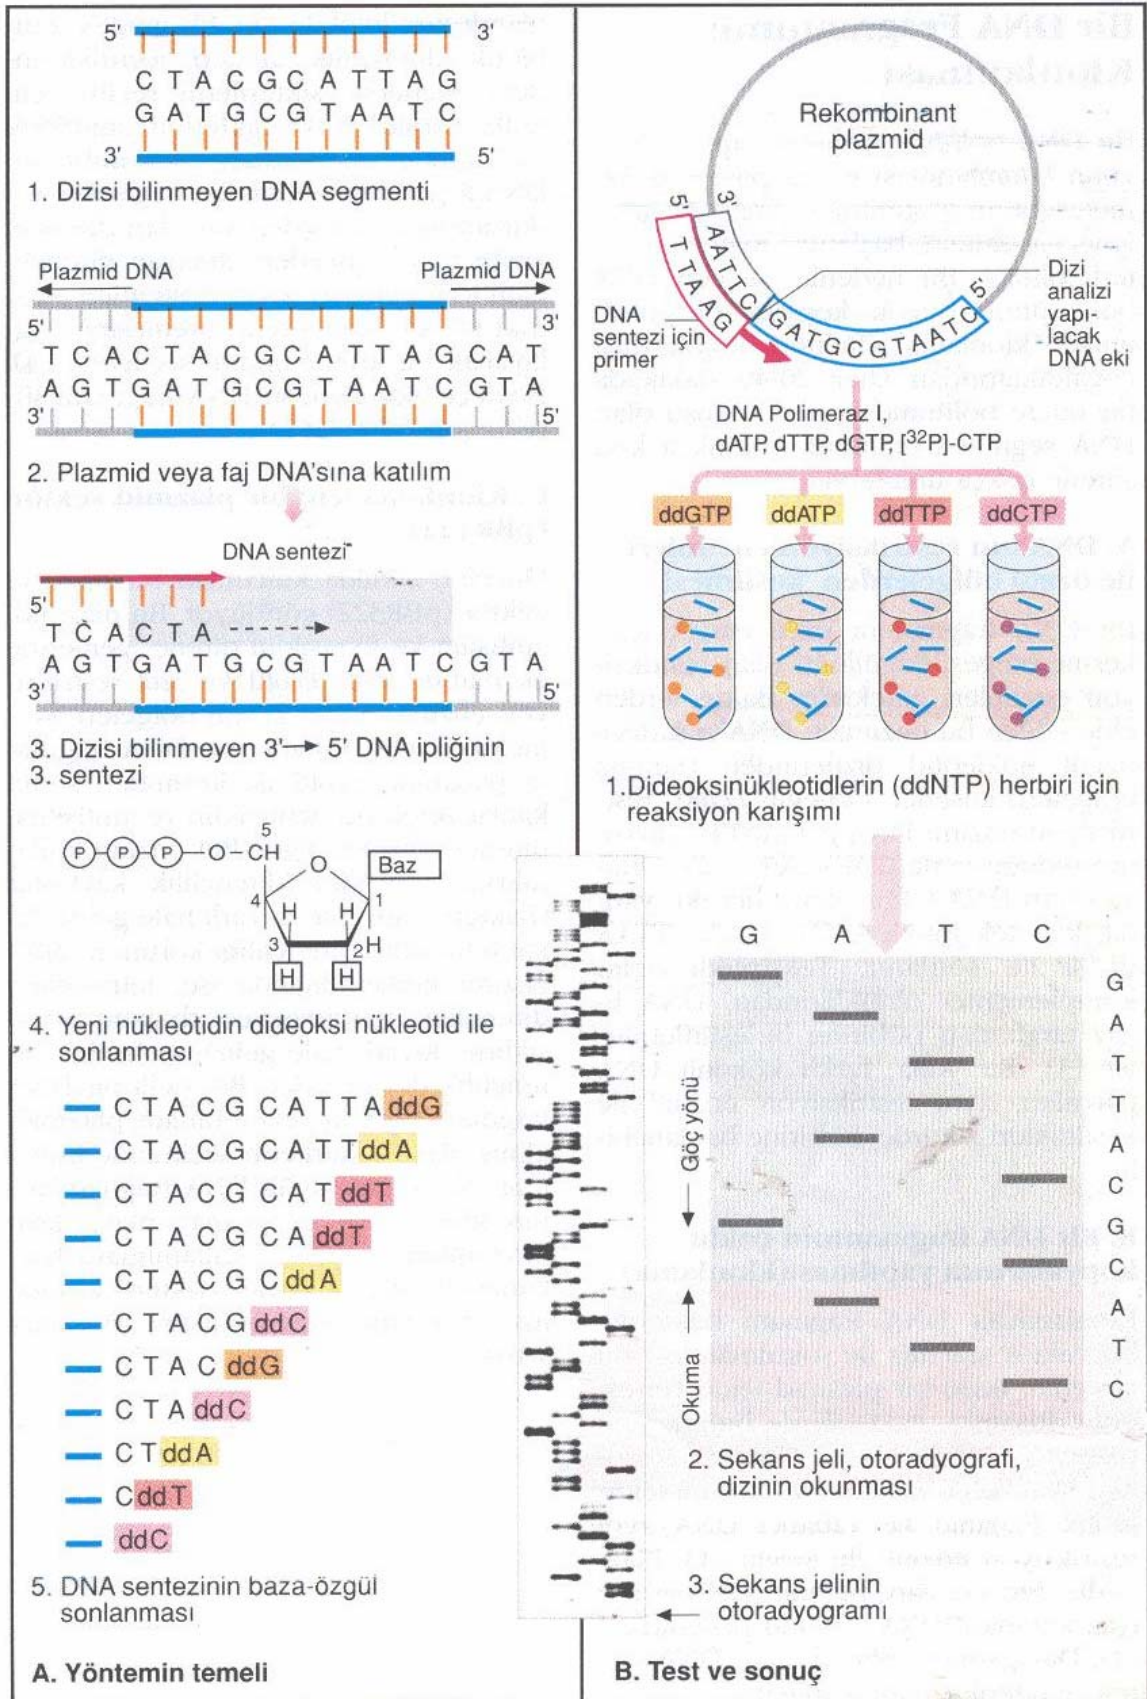 5' 3'
C T A C G C A T T A G
G A T G C G T A A T C
3' 5'
1. Dizisi bilinmeyen DNA segmenti
Plazmid DNA Plazmid DNA
5' 3'
T C A C T A C G C A T T A G C A T
A G T G A T G C G T A A T C G T A
3' 5'
2. Plazmid veya faj DNA'sına katılım
DNA sentezi
5'
T C A C T A
A G T G A T G C G T A A T C G T A
3' 5'
3. Dizisi bilinmeyen 3' → 5' DNA ipliğinin
3. sentezi
5
P P P O CH
O Baz
4 1
H H
3 2 H
H H
4. Yeni nükleotidin dideoksi nükleotid ile
sonlanması
C T A C G C A T T A ddG
C T A C G C A T T ddA
C T A C G C A T ddT
C T A C G C A ddT
C T A C G C ddA
C T A C G ddC
C T A C ddG
C T A ddC
C T ddA
C ddT
ddC
5. DNA sentezinin baza-özgül
sonlanması
A. Yöntemin temeli
Rekombinant
plazmid
5' 3'
T T A A G
A A T T C
G A T G C G T A A T C
5'
DNA
sentezi için
primer
Dizi
analizi
yapı-
lacak
DNA eki
DNA Polimeraz I,
dATP, dTTP, dGTP, [32P]-CTP
ddGTP ddATP ddTTP ddCTP
1.Dideoksinükleotidlerin (ddNTP) herbiri için
reaksiyon karışımı
G A T C
G
A
T
T
A
C
G
C
A
T
C
Göç yönü
Okuma
2. Sekans jeli, otoradyografi,
dizinin okunması
3. Sekans jelinin
otoradyogramı
B. Test ve sonuç